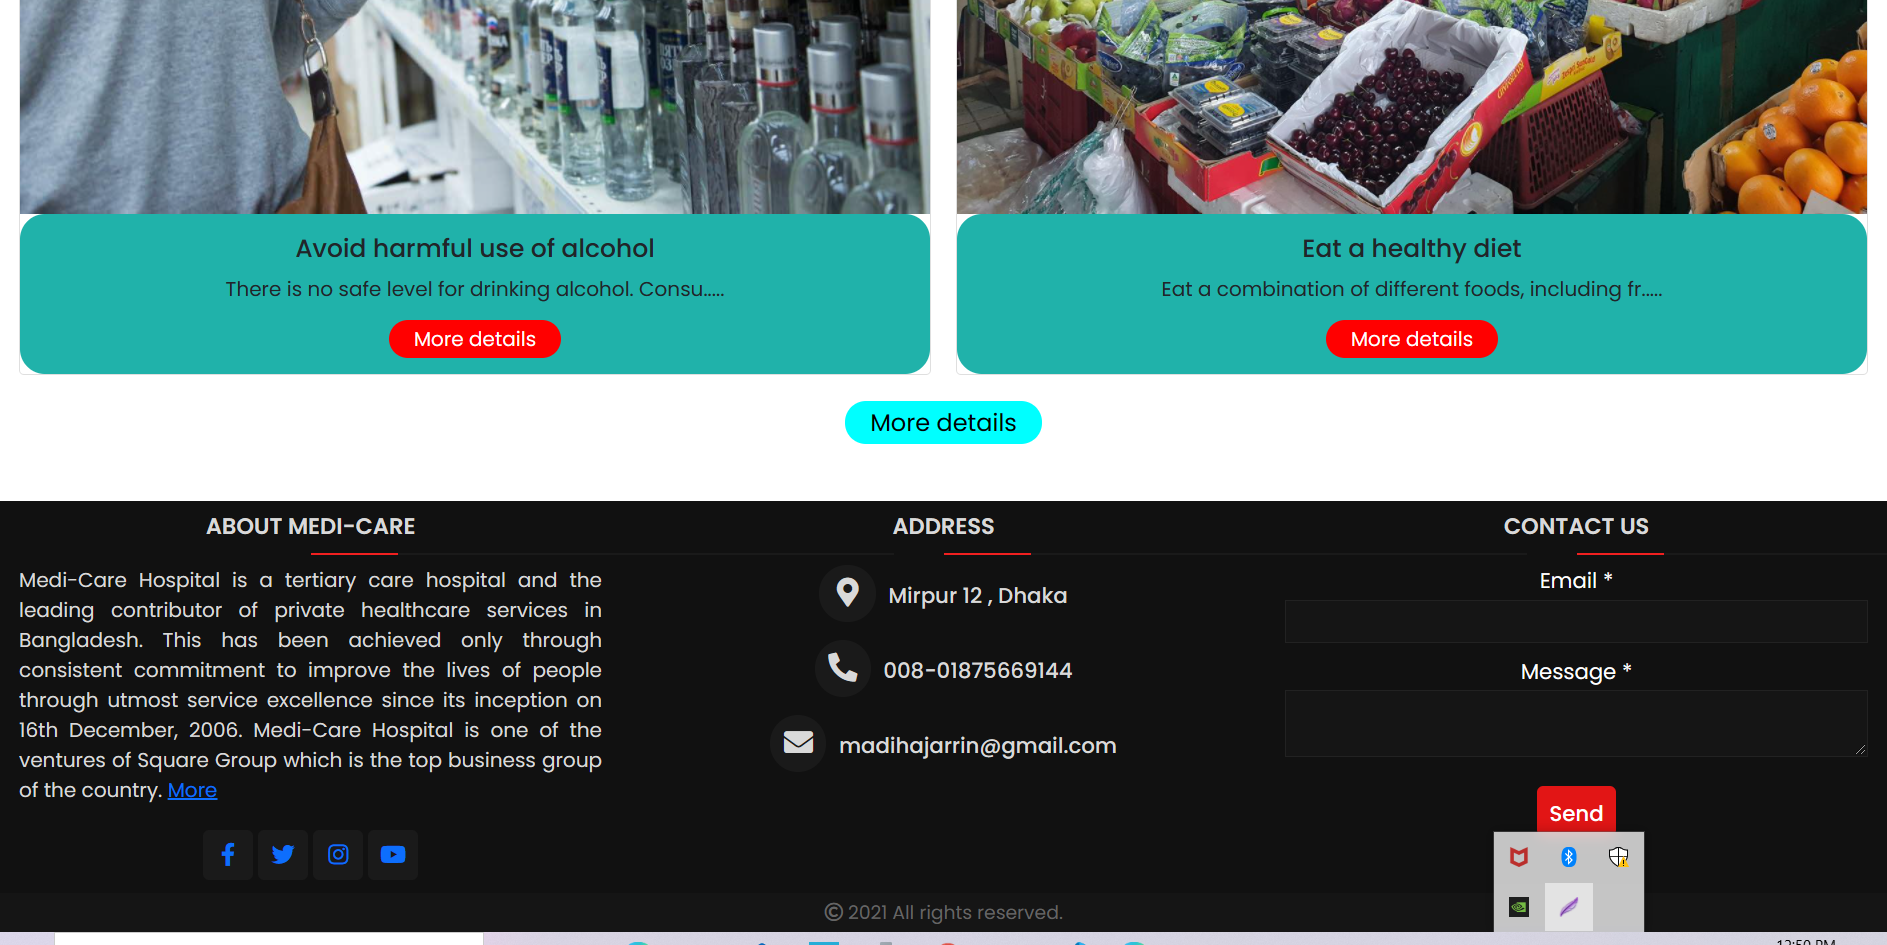 Avoid harmful use of alcohol
There is no safe level for drinking alcohol. Consu.....
More details
Eat a healthy diet
Eat a combination of different foods, including fr.....
More details
More details
ABOUT MEDI-CARE
Medi-Care Hospital is a tertiary care hospital and the
leading contributor of private healthcare services in
Bangladesh. This has been achieved only through
consistent commitment to improve the lives of people
through utmost service excellence since its inception on
16th December, 2006. Medi-Care Hospital is one of the
ventures of Square Group which is the top business group
of the country. More
ADDRESS
Mirpur 12 , Dhaka
008-01875669144
madihajarrin@gmail.com
CONTACT US
Email *
Message *
Send
© 2021 All rights reserved.
12:50 PM